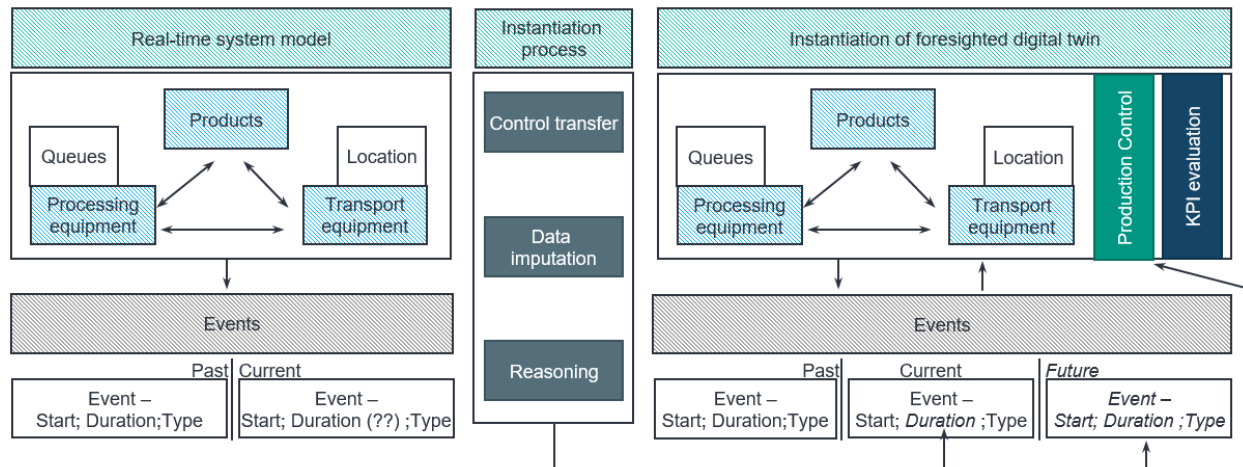 Real-time system model
Products
Queues
Location
Processing
equipment
Transport
equipment
Events
Past
Current
Event –
Start; Duration;Type
Event –
Start; Duration (??) ;Type
Instantiation
process
Control transfer
Data
imputation
Reasoning
Instantiation of foresighted digital twin
Products
Queues
Location
Processing
equipment
Transport
equipment
Production Control
KPI evaluation
Events
Past
Current
Future
Event –
Start; Duration;Type
Event –
Start; Duration ;Type
Event –
Start; Duration ;Type